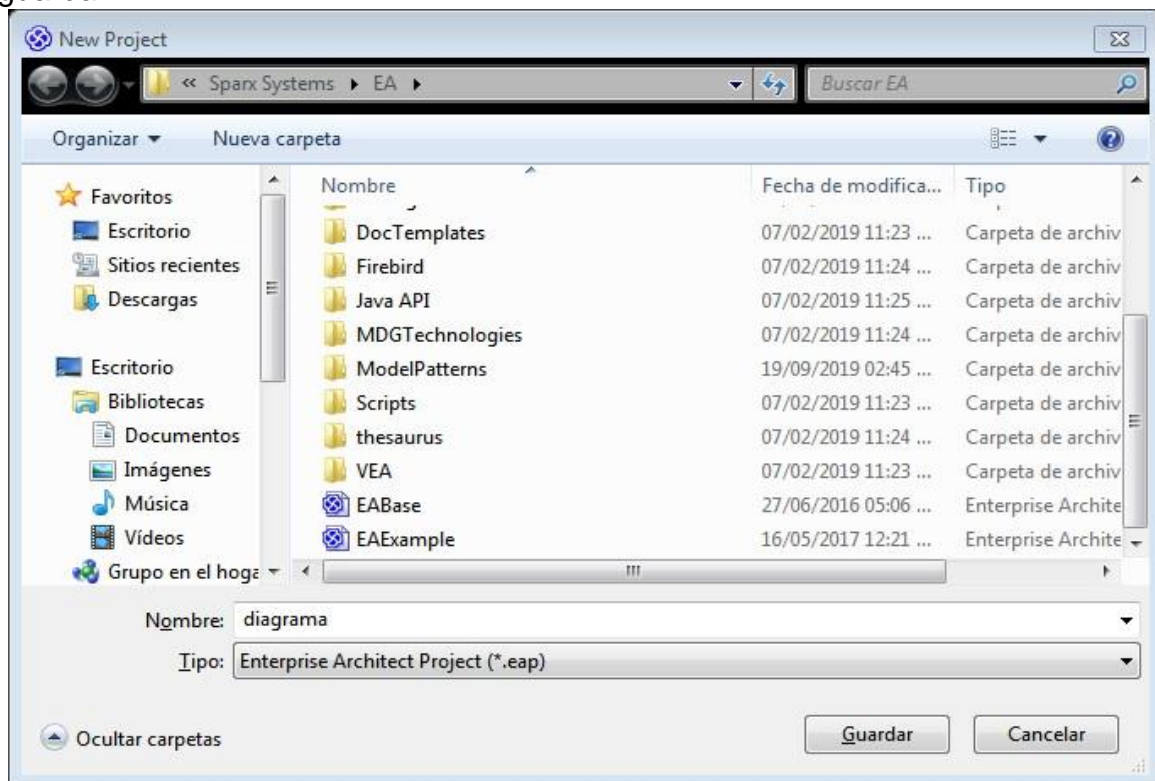 guarda
New Project
« Sparx Systems EA Buscar EA
Organizar Nueva carpeta
Favoritos
Escritorio
Sitios recientes
Descargas
Escritorio
Bibliotecas
Documentos
Imágenes
Música
Vídeos
Grupo en el hoga
Nombre Fecha de modifica... Tipo
DocTemplates 07/02/2019 11:23 ... Carpeta de archiv
Firebird 07/02/2019 11:24 ... Carpeta de archiv
Java API 07/02/2019 11:25 ... Carpeta de archiv
MDGTechnologies 07/02/2019 11:24 ... Carpeta de archiv
ModelPatterns 19/09/2019 02:45 ... Carpeta de archiv
Scripts 07/02/2019 11:23 ... Carpeta de archiv
thesaurus 07/02/2019 11:24 ... Carpeta de archiv
VEA 07/02/2019 11:23 ... Carpeta de archiv
EABase 27/06/2016 05:06 ... Enterprise Archite
EAExample 16/05/2017 12:21 ... Enterprise Archite
Nombre: diagrama
Tipo: Enterprise Architect Project (*.eap)
Ocultar carpetas Guardar Cancelar